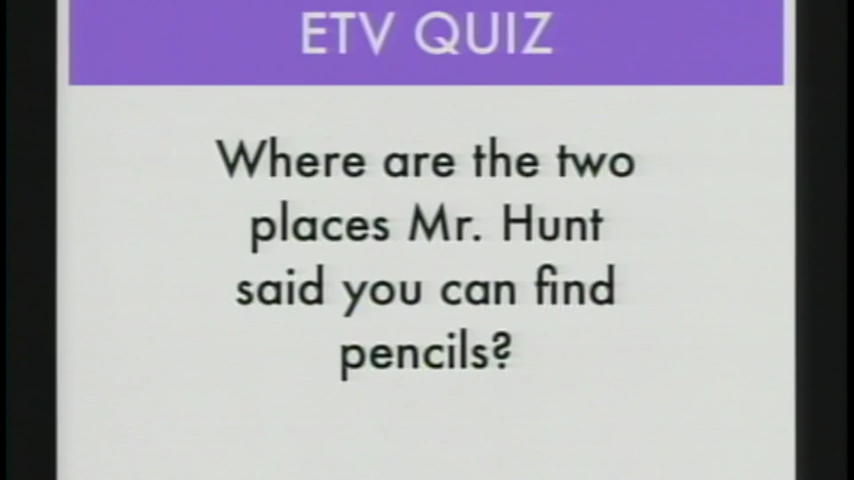 ETV QUIZ
Where are the two
places Mr. Hunt
said you can find
pencils?